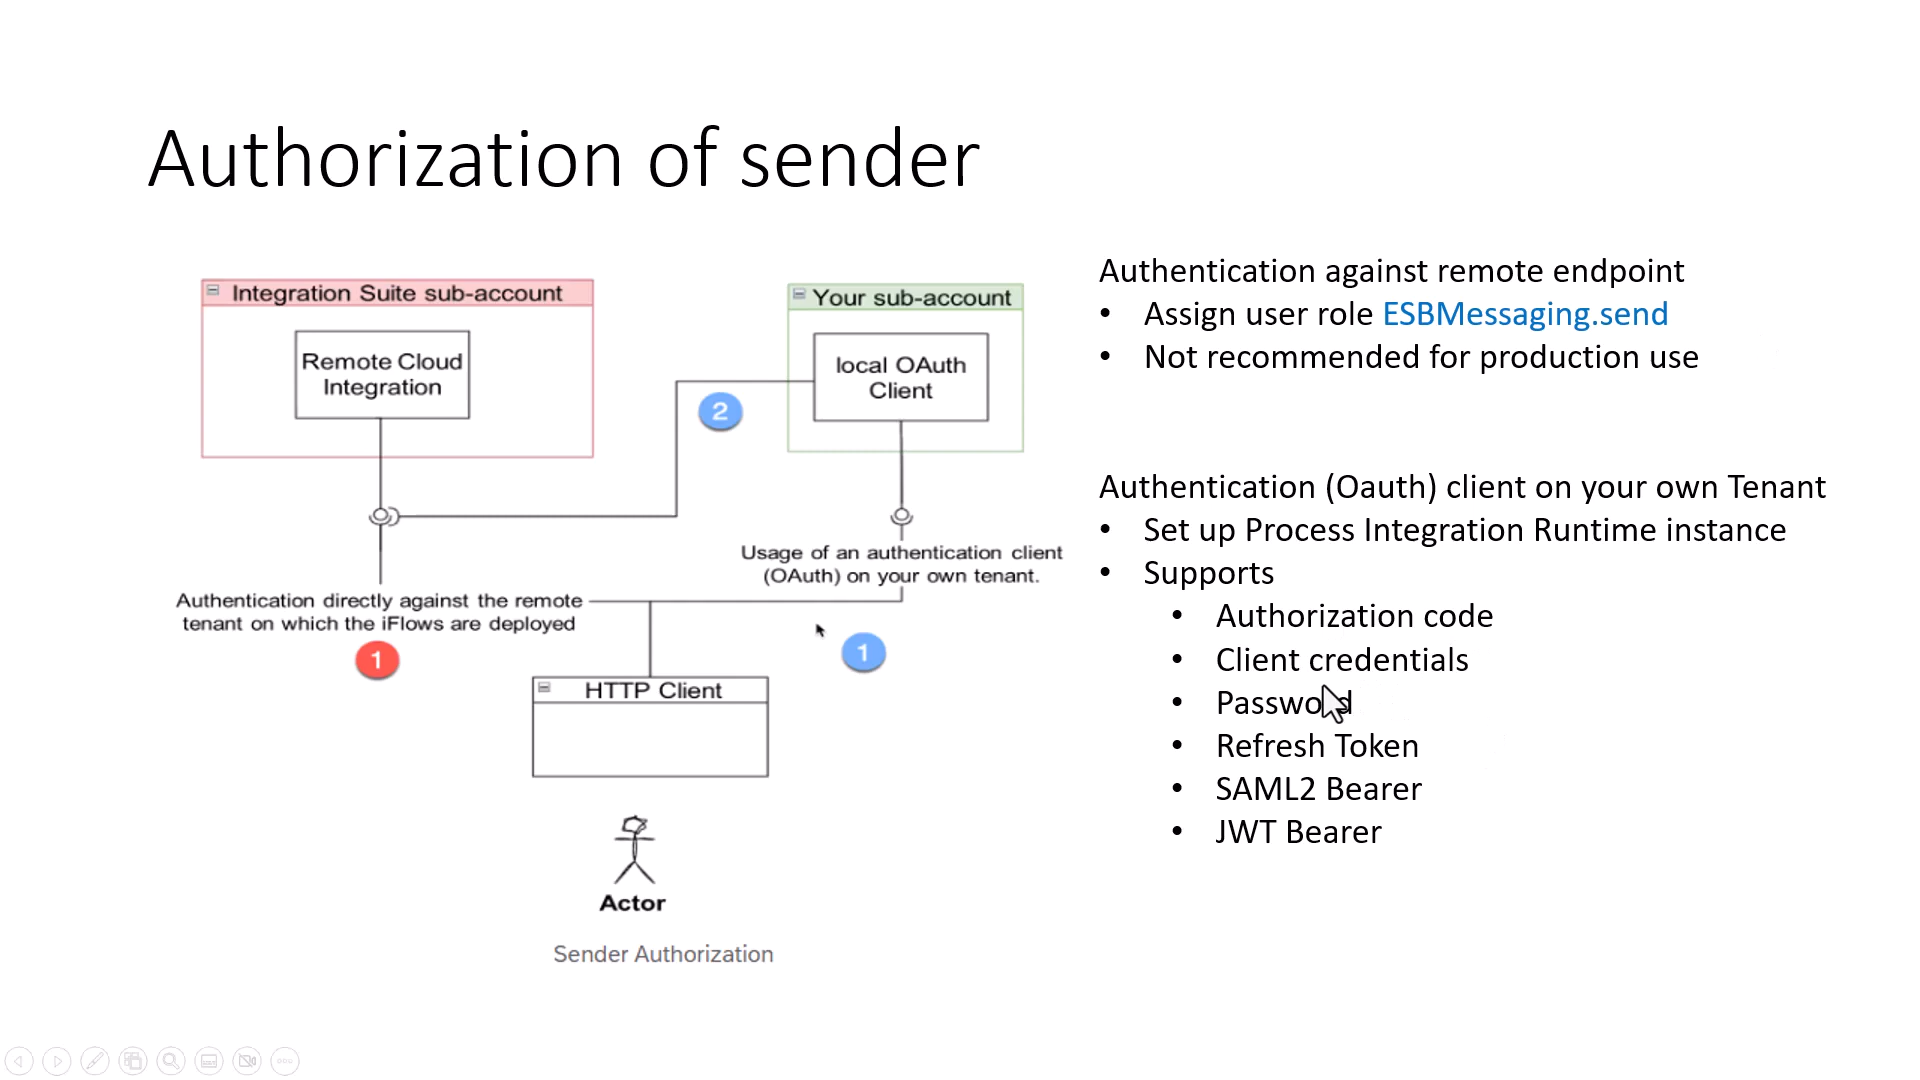 Authorization of sender
Integration Suite sub-account
Remote Cloud
Integration
Your sub-account
local OAuth
Client
2
Usage of an authentication client
(OAuth) on your own tenant.
Authentication directly against the remote
tenant on which the iFlows are deployed
1
1
HTTP Client
Actor
Sender Authorization
Authentication against remote endpoint
• Assign user role ESBMessaging.send
• Not recommended for production use
Authentication (Oauth) client on your own Tenant
• Set up Process Integration Runtime instance
• Supports
• Authorization code
• Client credentials
• Password
• Refresh Token
• SAML2 Bearer
• JWT Bearer